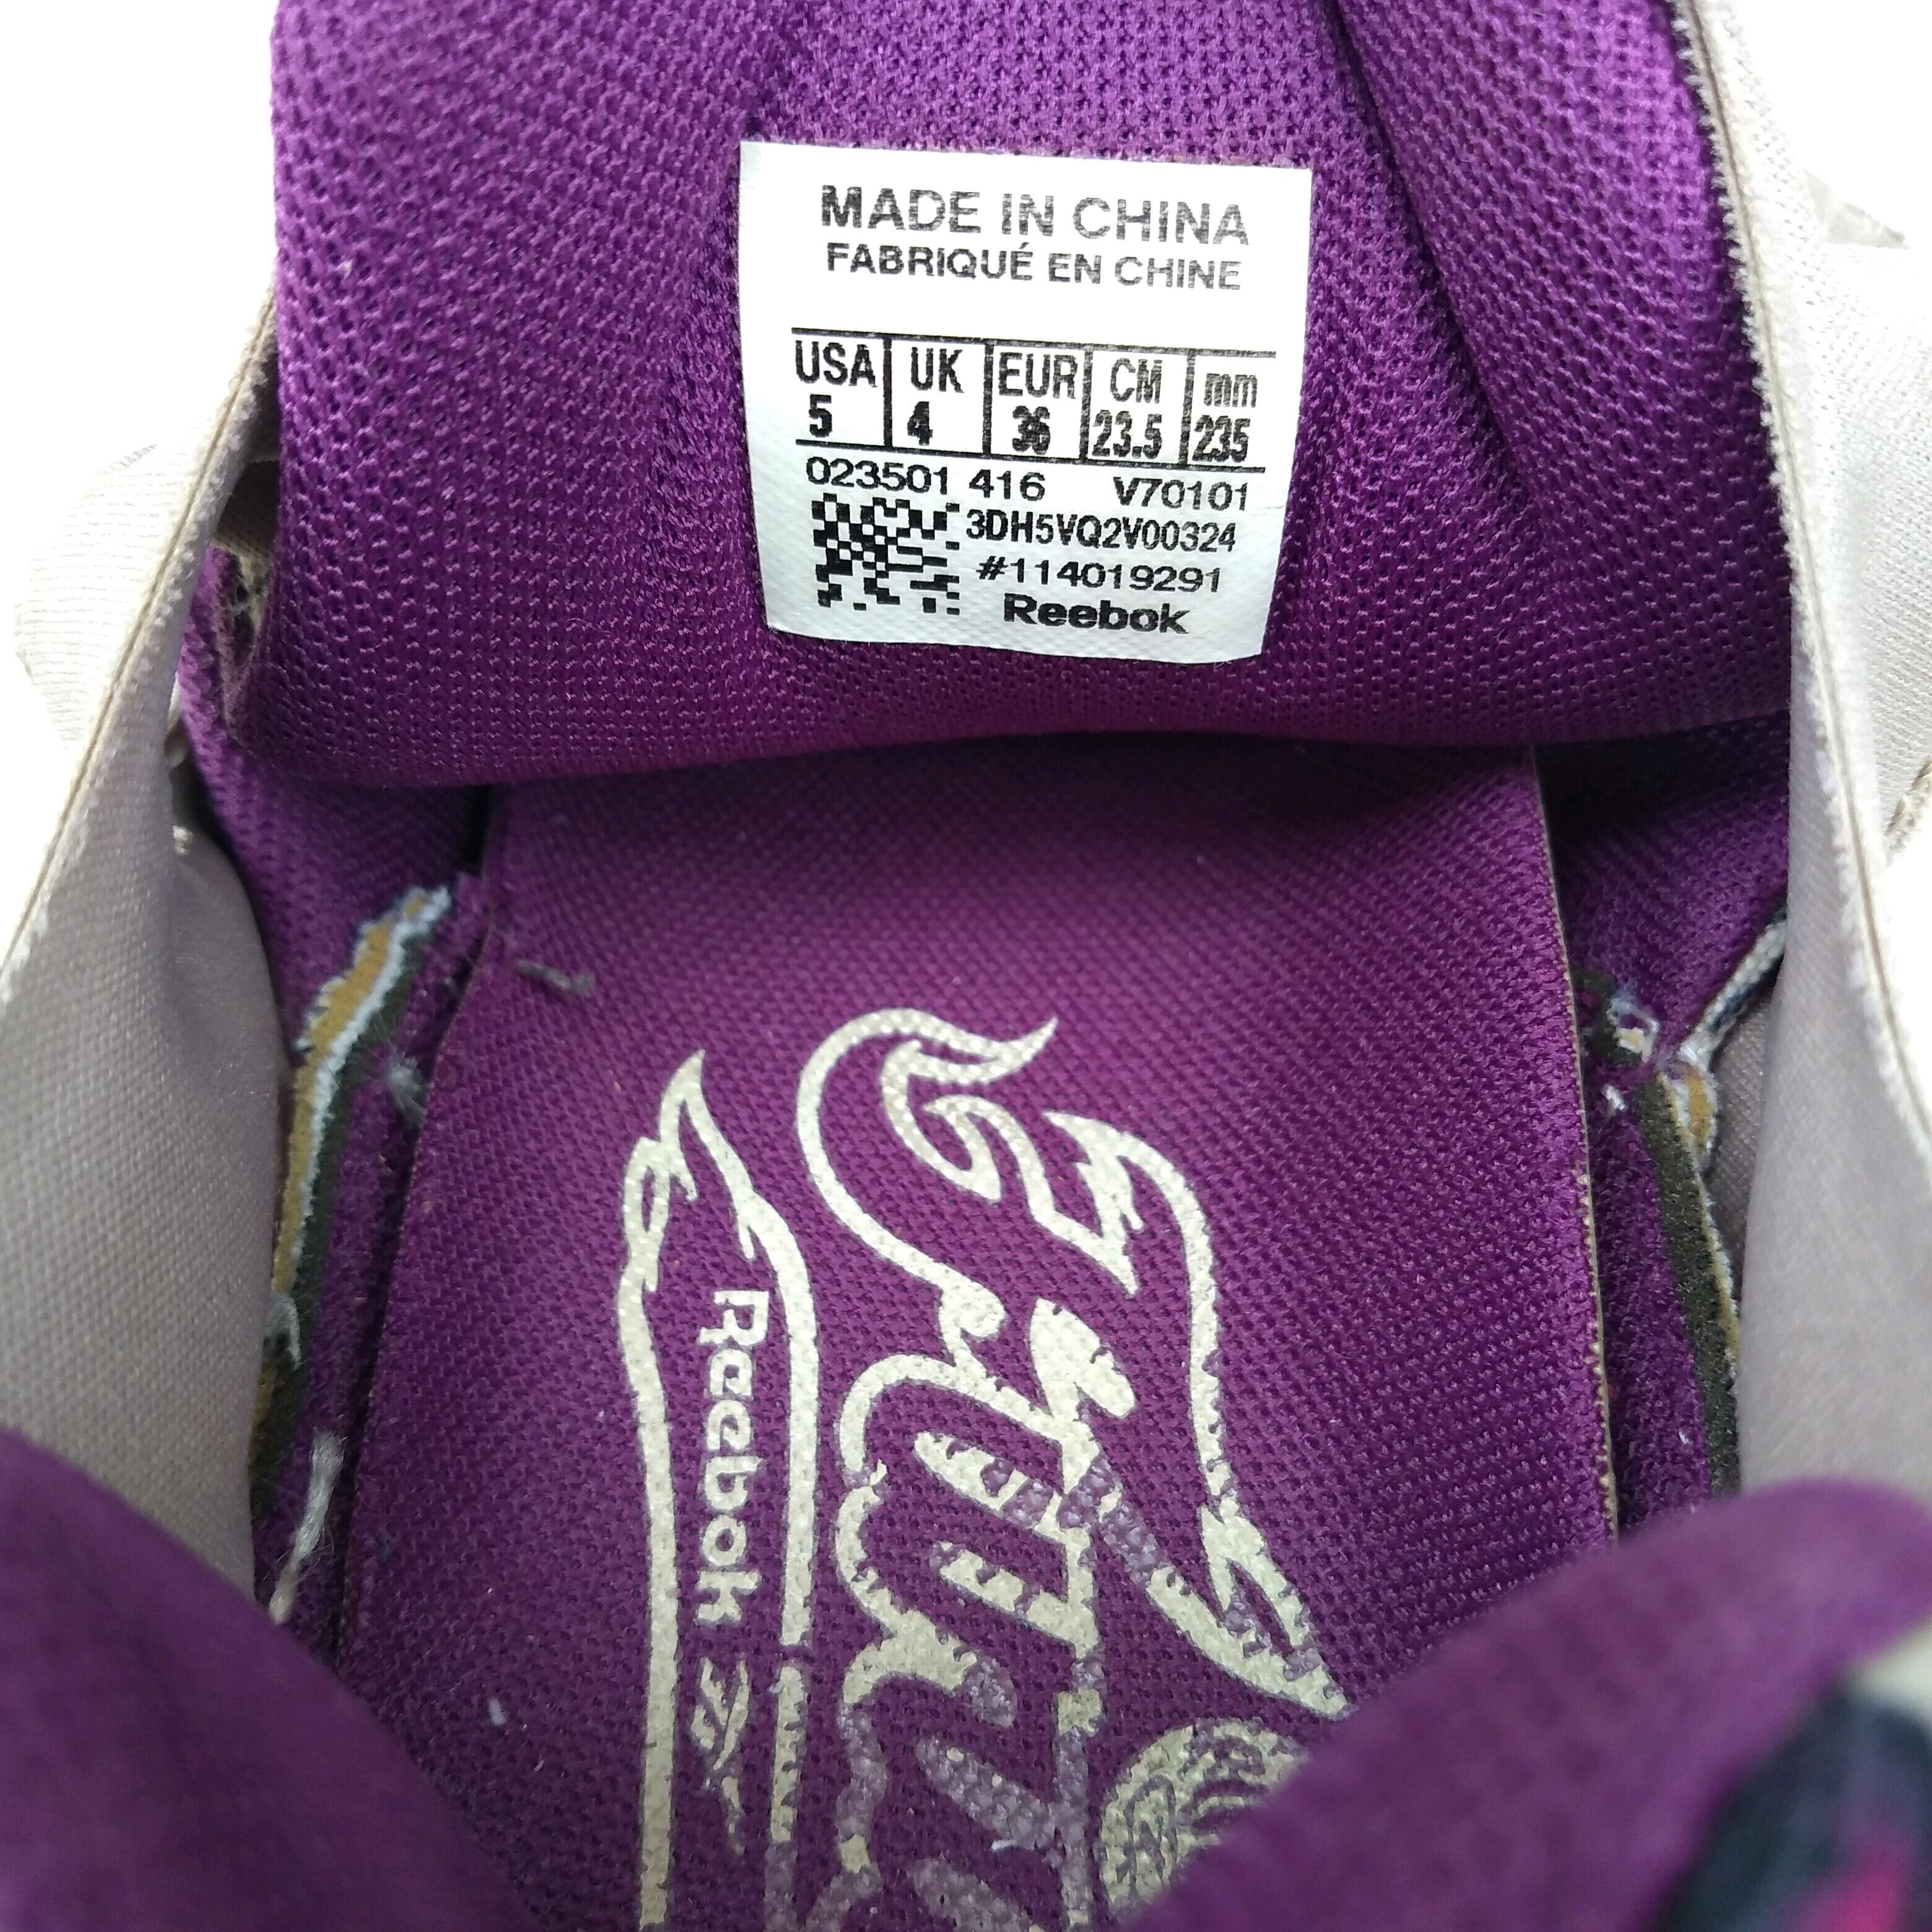 MADE IN CHINA
FABRIQUÉ EN CHINE
USA UK EUR CM mm
5 4 36 23.5 235
023501 416 V70101
3DH5VQ2V00324
#114019291
Reebok
Reebok